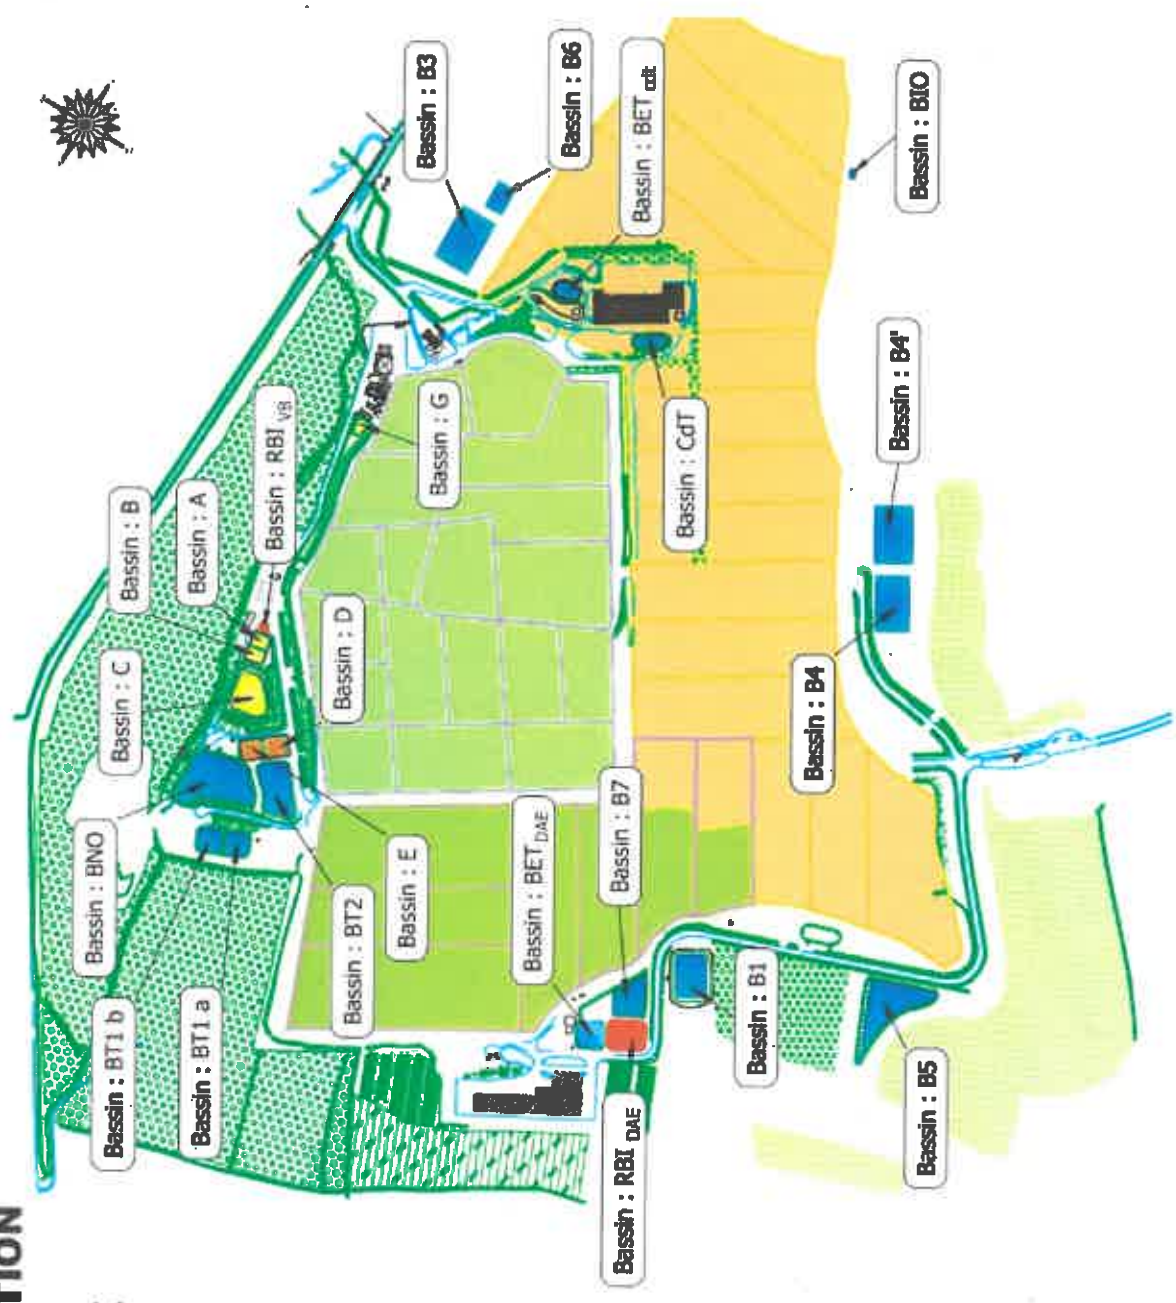 TION
Bassin : BT1 b
Bassin : BNO
Bassin : C
Bassin : B
Bassin : BT1 a
Bassin : A
Bassin : RBI VB
Bassin : BT2
Bassin : D
Bassin : E
Bassin : G
Bassin : B3
Bassin : BET DAE
Bassin : B6
Bassin : RBI DAE
Bassin : B7
Bassin : BET cdt
Bassin : CdT
Bassin : B1
Bassin : B4
Bassin : B4'
Bassin : B5
Bassin : BIO